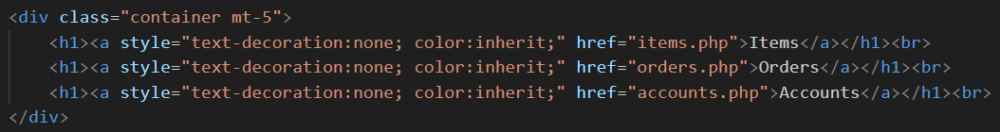 <div class="container mt-5">
    <h1><a style="text-decoration:none; color:inherit;" href="items.php">Items</a></h1><br>
    <h1><a style="text-decoration:none; color:inherit;" href="orders.php">Orders</a></h1><br>
    <h1><a style="text-decoration:none; color:inherit;" href="accounts.php">Accounts</a></h1><br>
</div>